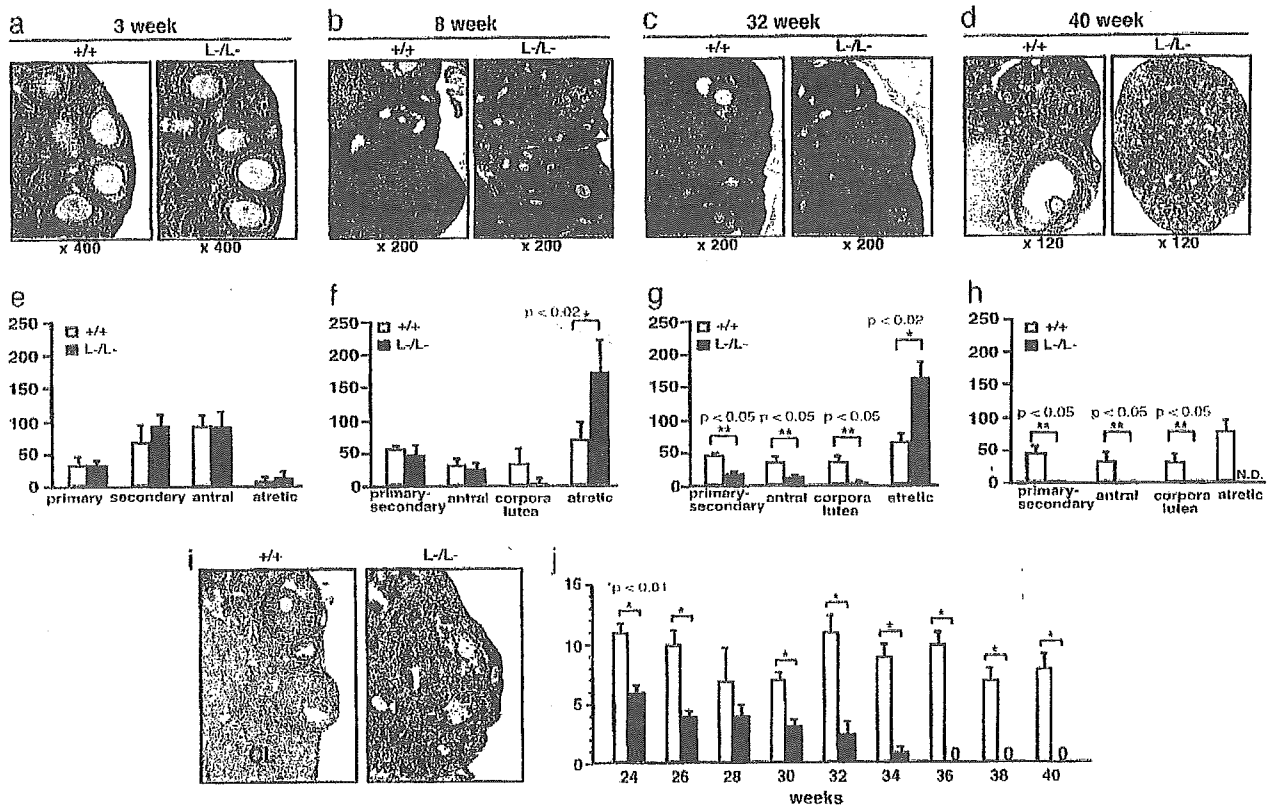 a 3 week
+/+ L-/L-
x 400 x 400
b 8 week
+/+ L-/L-
x 200 x 200
c 32 week
+/+ L-/L-
x 200 x 200
d 40 week
+/+ L-/L-
x 120 x 120
e
250
200
150
100
50
0
+/+
L-/L-
primary secondary antral atretic
f
250
200
150
100
50
0
+/+
L-/L-
p < 0.02
*
primary-secondary antral corpora lutea atretic
g
250
200
150
100
50
0
+/+
L-/L-
p < 0.05 p < 0.05 p < 0.05 p < 0.02
** ** ** *
primary-secondary antral corpora lutea atretic
h
250
200
150
100
50
0
+/+
L-/L-
p < 0.05 p < 0.05 p < 0.05
** ** **
N.D.
primary-secondary antral corpora lutea atretic
i
+/+ L-/L-
j
15
10
5
0
*p < 0.01
* * * * * * * *
0 0 0
24 26 28 30 32 34 36 38 40
weeks